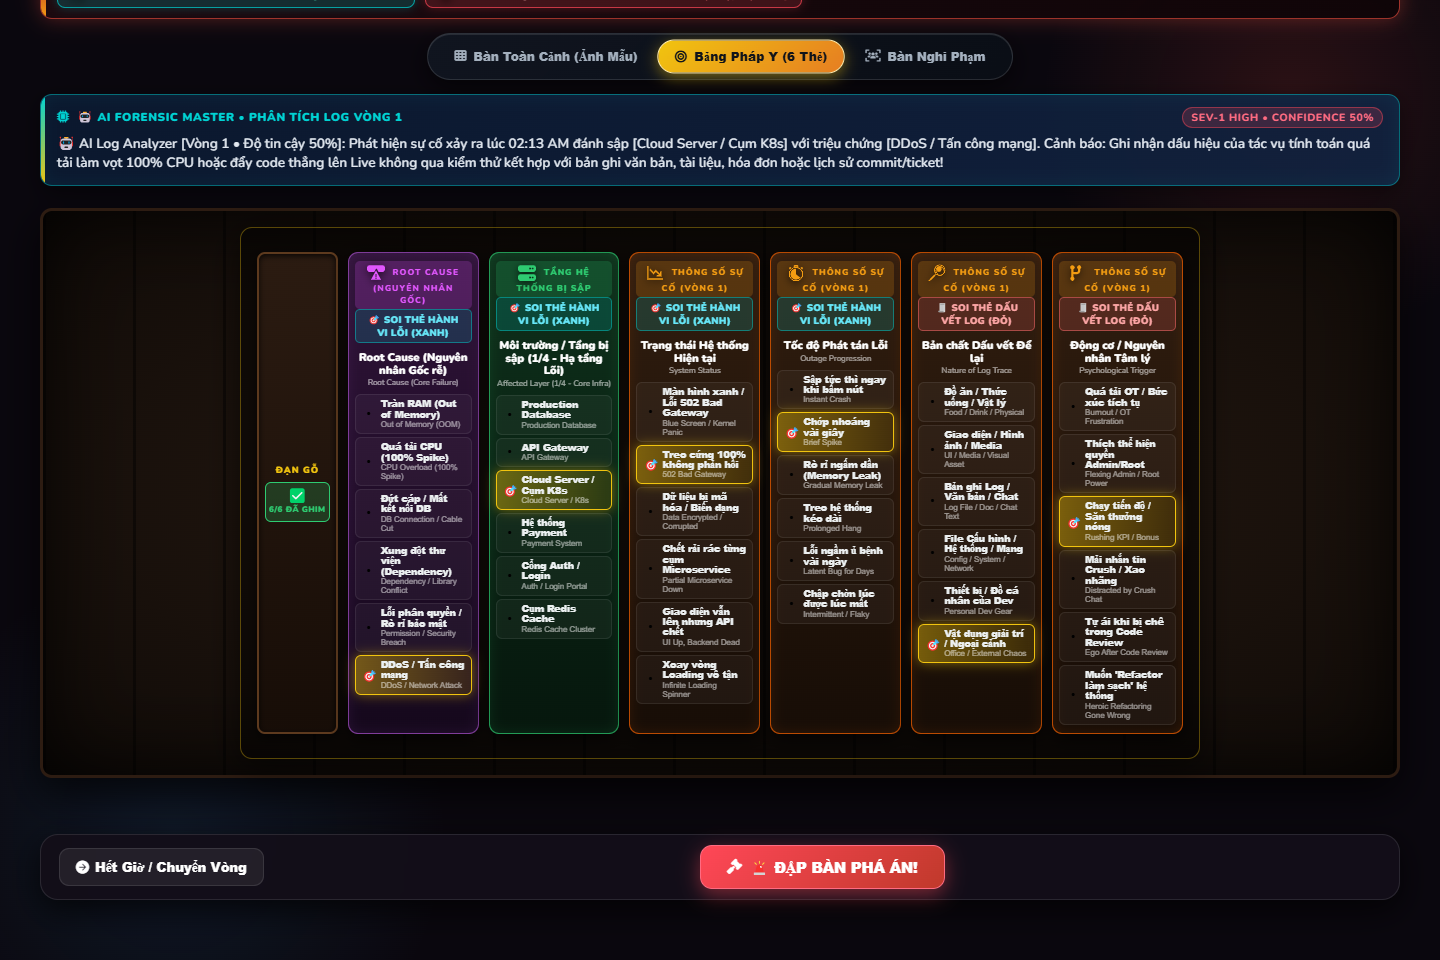 Bàn Toàn Cảnh (Ảnh Mẫu)
Bảng Pháp Y (6 Thẻ)
Bàn Nghi Phạm
AI FORENSIC MASTER • PHÂN TÍCH LOG VÒNG 1
SEV-1 HIGH • CONFIDENCE 50%
AI Log Analyzer [Vòng 1 • Độ tin cậy 50%]: Phát hiện sự cố xảy ra lúc 02:13 AM đánh sập [Cloud Server / Cụm K8s] với triệu chứng [DDoS / Tấn công mạng]. Cảnh báo: Ghi nhận dấu hiệu của tác vụ tính toán quá
tải làm vọt 100% CPU hoặc đẩy code thẳng lên Live không qua kiểm thử kết hợp với bản ghi văn bản, tài liệu, hóa đơn hoặc lịch sử commit/ticket!
ĐẠN GỖ
6/6 ĐÃ GHIM
ROOT CAUSE
(NGUYÊN NHÂN
GỐC)
SOI THẺ HÀNH
VI LỖI (XANH)
Root Cause (Nguyên
nhân Gốc rễ)
Root Cause (Core Failure)
Tràn RAM (Out
of Memory)
Out of Memory (OOM)
Quá tải CPU
(100% Spike)
CPU Overload (100%
Spike)
Đứt cáp / Mất
kết nối DB
DB Connection / Cable
Cut
Xung đột thư
viện
(Dependency)
Dependency / Library
Conflict
Lỗi phân quyền /
Rò rỉ bảo mật
Permission / Security
Breach
DDoS / Tấn công
mạng
DDoS / Network Attack
TẦNG HỆ
THỐNG BỊ SẬP
SOI THẺ HÀNH
VI LỖI (XANH)
Môi trường / Tầng bị
sập (1/4 - Hạ tầng
Lõi)
Affected Layer (1/4 - Core Infra)
Production
Database
Production Database
API Gateway
API Gateway
Cloud Server /
Cụm K8s
Cloud Server / K8s
Hệ thống
Payment
Payment System
Cổng Auth /
Login
Auth / Login Portal
Cụm Redis
Cache
Redis Cache Cluster
THÔNG SỐ SỰ
CỐ (VÒNG 1)
SOI THẺ HÀNH
VI LỖI (XANH)
Trạng thái Hệ thống
Hiện tại
System Status
Màn hình xanh /
Lỗi 502 Bad
Gateway
Blue Screen / Kernel
Panic
Treo cứng 100%
không phản hồi
502 Bad Gateway
Dữ liệu bị mã
hóa / Biến dạng
Data Encrypted /
Corrupted
Chết rải rác từng
cụm
Microservice
Partial Microservice
Down
Giao diện vẫn
lên nhưng API
chết
UI Up, Backend Dead
Xoay vòng
Loading vô tận
Infinite Loading
Spinner
THÔNG SỐ SỰ
CỐ (VÒNG 1)
SOI THẺ HÀNH
VI LỖI (XANH)
Tốc độ Phát tán Lỗi
Outage Progression
Sập tức thì ngay
khi bấm nút
Instant Crash
Chớp nhoáng
vài giây
Brief Spike
Rò rỉ ngầm dần
(Memory Leak)
Gradual Memory Leak
Treo hệ thống
kéo dài
Prolonged Hang
Lỗi ngầm ủ bệnh
vài ngày
Latent Bug for Days
Chập chờn lúc
được lúc mất
Intermittent / Flaky
THÔNG SỐ SỰ
CỐ (VÒNG 1)
SOI THẺ DẤU
VẾT LOG (ĐỎ)
Bản chất Dấu vết Để
lại
Nature of Log Trace
Đồ ăn / Thức
uống / Vật lý
Food / Drink / Physical
Giao diện / Hình
ảnh / Media
UI / Media / Visual
Asset
Bản ghi Log /
Văn bản / Chat
Log File / Doc / Chat
Text
File Cấu hình /
Hệ thống / Mạng
Config / System /
Network
Thiết bị / Đồ cá
nhân của Dev
Personal Dev Gear
Vật dụng giải trí
/ Ngoại cảnh
Office / External Chaos
THÔNG SỐ SỰ
CỐ (VÒNG 1)
SOI THẺ DẤU
VẾT LOG (ĐỎ)
Động cơ / Nguyên
nhân Tâm lý
Psychological Trigger
Quá tải OT / Bức
xúc tích tụ
Burnout / OT
Frustration
Thích thể hiện
quyền
Admin/Root
Flexing Admin / Root
Power
Chạy tiến độ /
Săn thưởng
nóng
Rushing KPI / Bonus
Mải nhắn tin
Crush / Xao
nhãng
Distracted by Crush
Chat
Tự ái khi bị chê
trong Code
Review
Ego After Code Review
Muốn 'Refactor
làm sạch' hệ
thống
Heroic Refactoring
Gone Wrong
Hết Giờ / Chuyển Vòng
ĐẬP BÀN PHÁ ÁN!